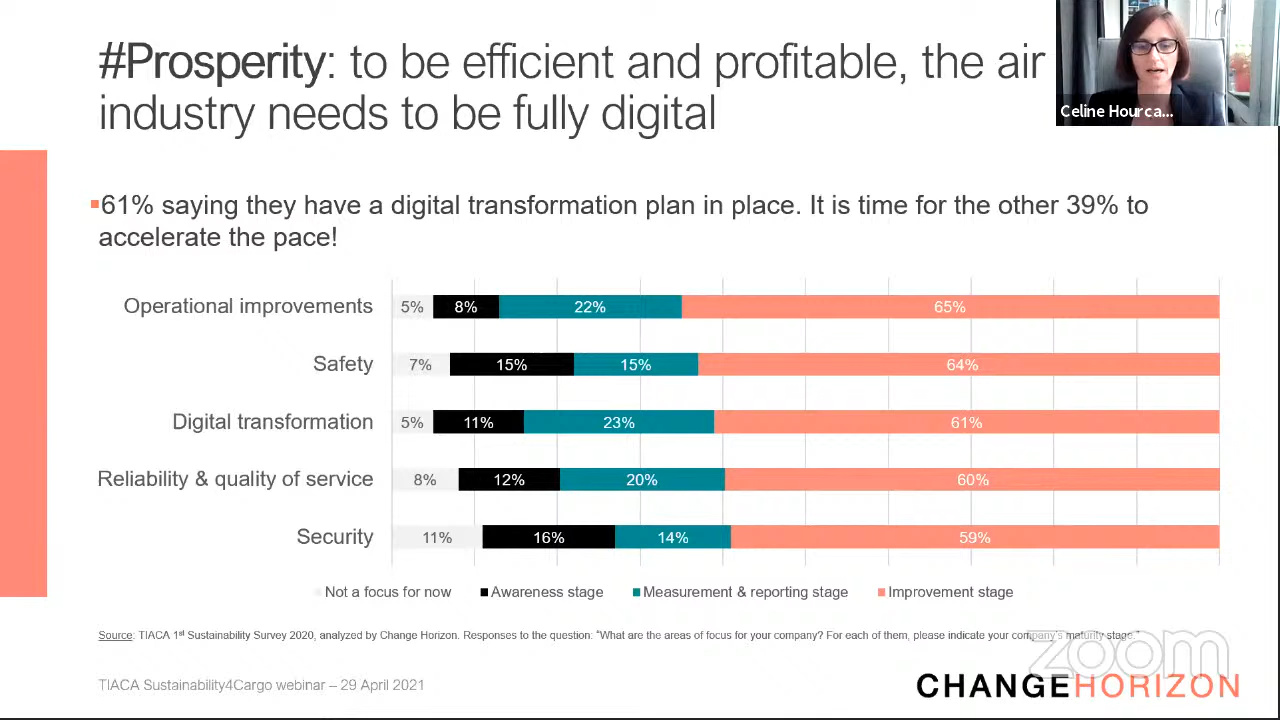 #Prosperity: to be efficient and profitable, the air
industry needs to be fully digital
Celine Hourca...
61% saying they have a digital transformation plan in place. It is time for the other 39% to
accelerate the pace!
Operational improvements 5% 8% 22% 65%
Safety 7% 15% 15% 64%
Digital transformation 5% 11% 23% 61%
Reliability & quality of service 8% 12% 20% 60%
Security 11% 16% 14% 59%
Not a focus for now Awareness stage Measurement & reporting stage Improvement stage
Source: TIACA 1st Sustainability Survey 2020, analyzed by Change Horizon. Responses to the question: "What are the areas of focus for your company? For each of them, please indicate your company's maturity stage."
zoom
TIACA Sustainability4Cargo webinar – 29 April 2021
CHANGEHORIZON